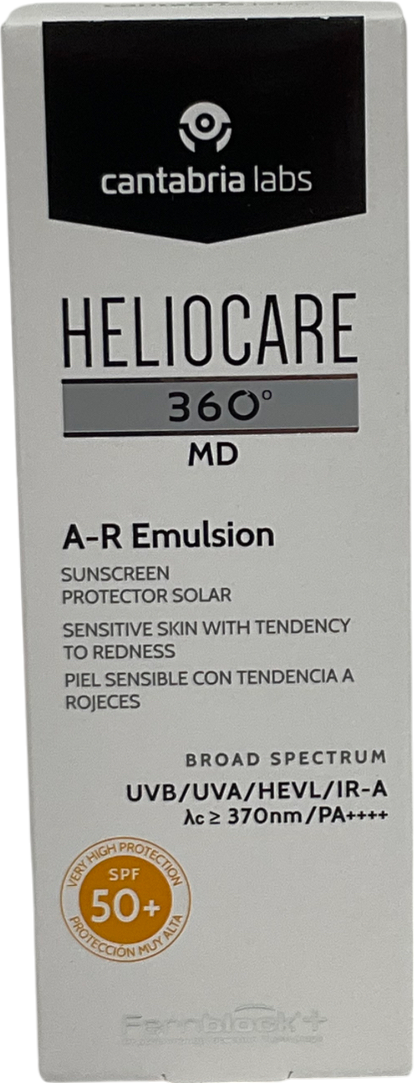 cantabria labs
HELIOCARE
360°
MD
A-R Emulsion
SUNSCREEN
PROTECTOR SOLAR
SENSITIVE SKIN WITH TENDENCY
TO REDNESS
PIEL SENSIBLE CON TENDENCIA A
ROJECES
BROAD SPECTRUM
UVB/UVA/HEVL/IR-A
λc ≥ 370nm/PA++++
VERY HIGH PROTECTION
SPF
50+
PROTECCIÓN MUY ALTA
Fernblock+